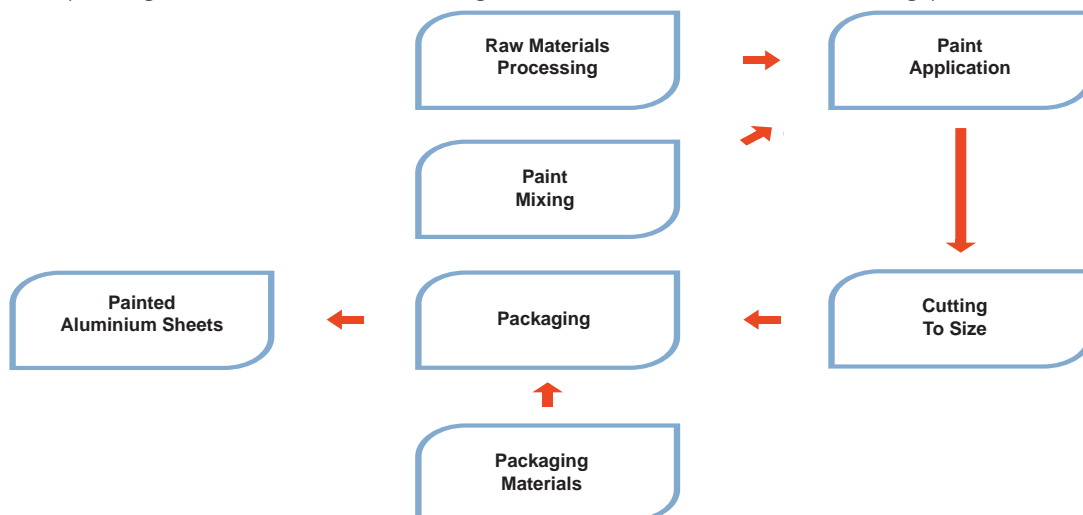 Raw Materials
Processing
Paint
Application
Paint
Mixing
Painted
Aluminium Sheets
Packaging
Cutting
To Size
Packaging
Materials